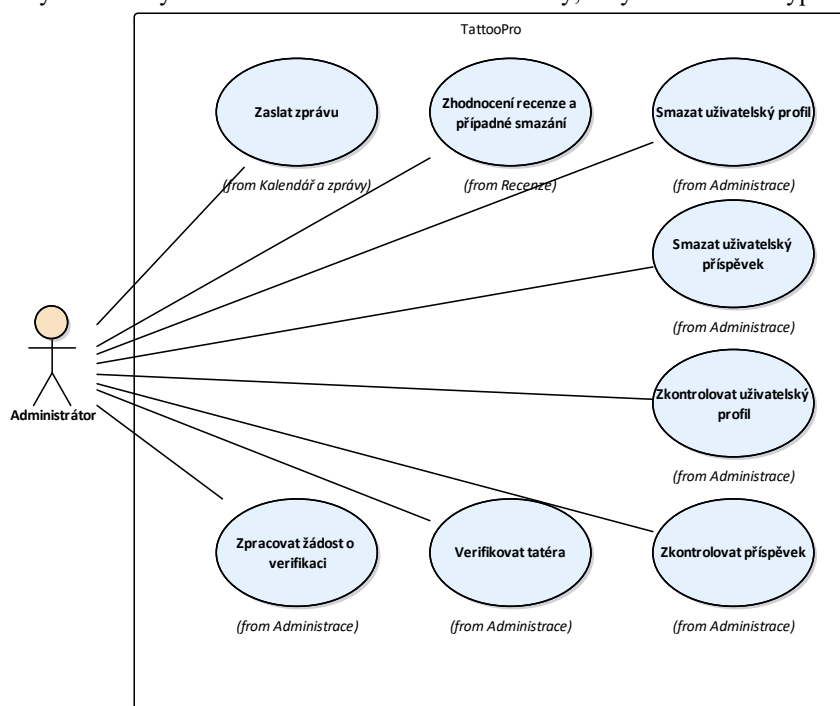 TattooPro
Zaslat zprávu
(from Kalendář a zprávy)
Zhodnocení recenze a
případné smazání
(from Recenze)
Smazat uživatelský profil
(from Administrace)
Smazat uživatelský
příspěvek
(from Administrace)
Administrátor
Zkontrolovat uživatelský
profil
(from Administrace)
Zpracovat žádost o
verifikaci
(from Administrace)
Verifikovat tatéra
(from Administrace)
Zkontrolovat příspěvek
(from Administrace)